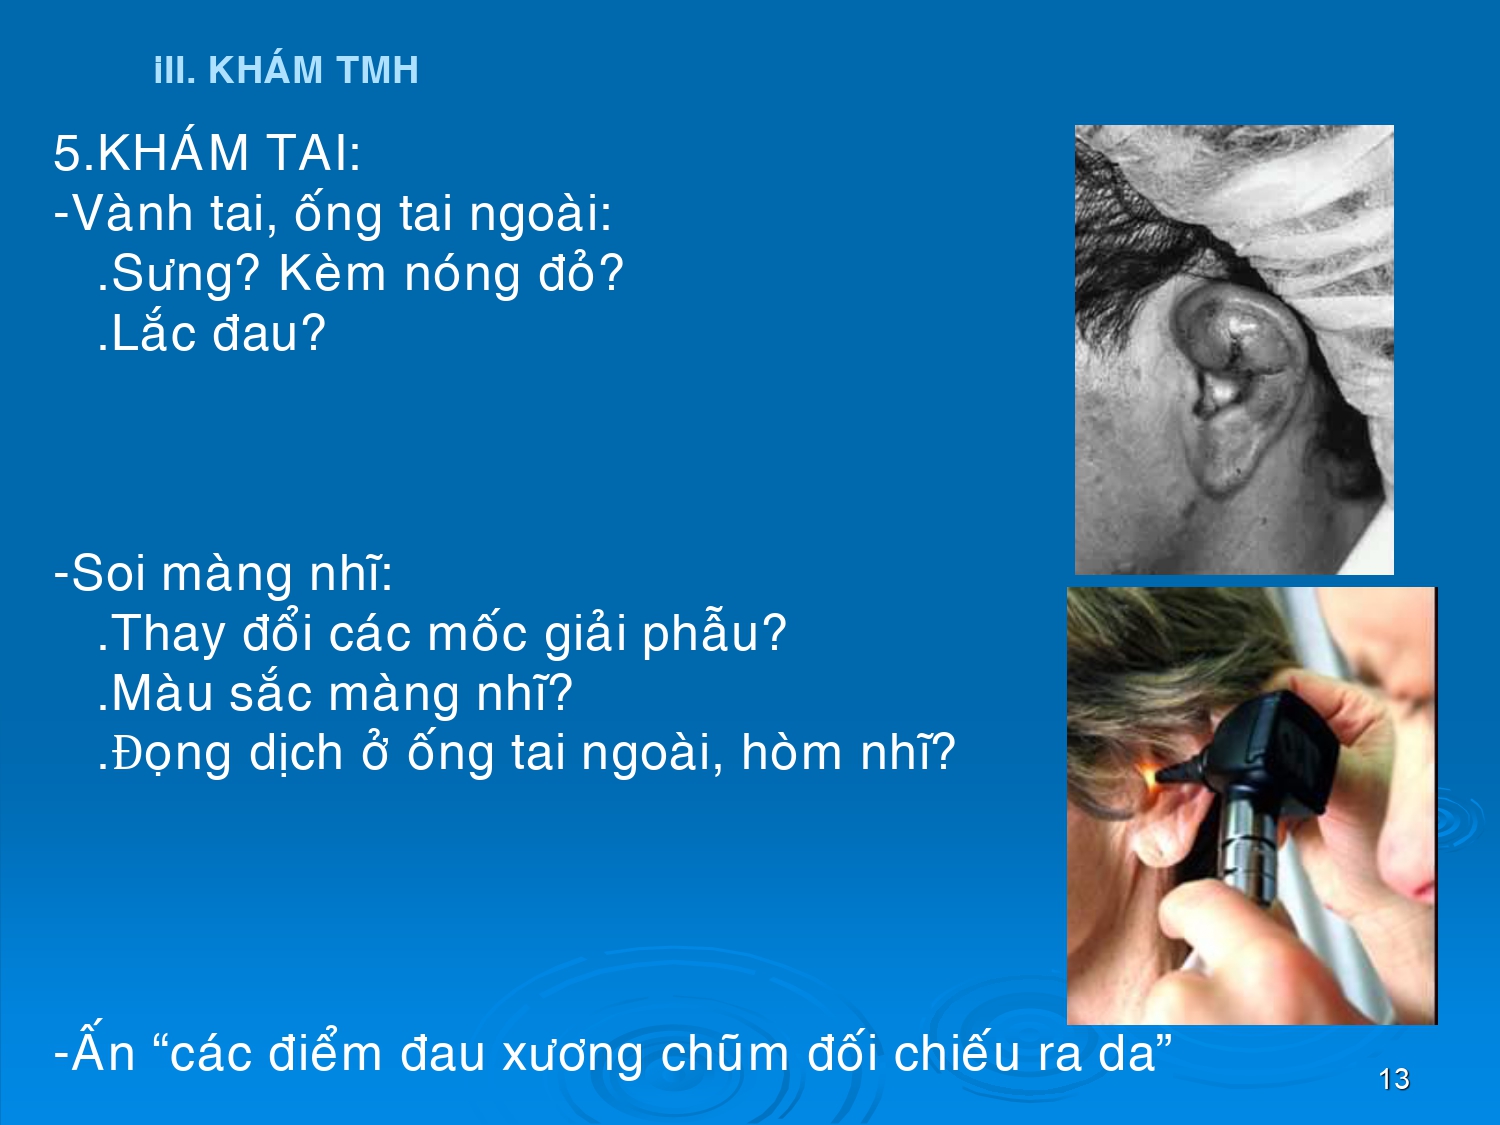 iII. KHÁM TMH
5.KHÁM TAI:
-Vành tai, ống tai ngoài:
.Sưng? Kèm nóng đỏ?
.Lắc đau?
-Soi màng nhĩ:
.Thay đổi các mốc giải phẫu?
.Màu sắc màng nhĩ?
.Đọng dịch ở ống tai ngoài, hòm nhĩ?
-Ấn “các điểm đau xương chũm đối chiếu ra da”
13